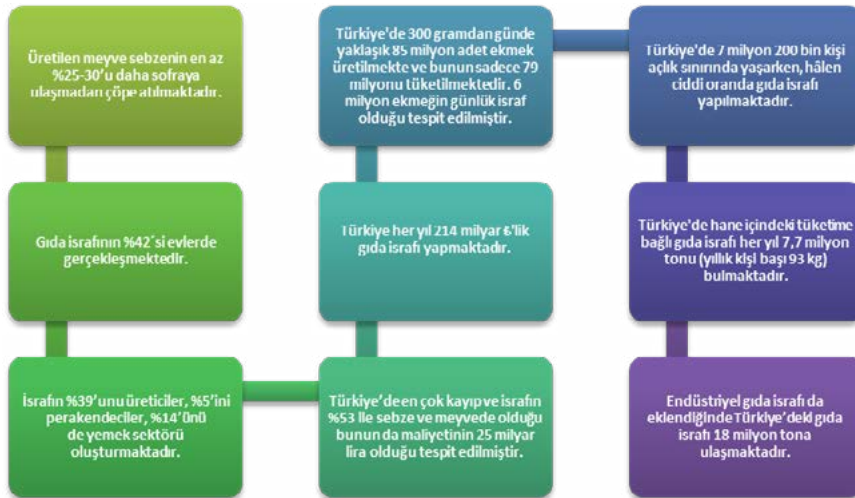 Üretilen meyve sebzenin en az
%25-30'u daha sofraya
ulaşmadan çöpe atılmaktadır.
Gıda israfının %42'si evlerde
gerçekleşmektedir.
İsrafın %39'unu üreticiler, %5'ini
perakendeciler, %14'ünü
de yemek sektörü
oluşturmaktadır.
Türkiye'de en çok kayıp ve israfın
%53 ile sebze ve meyvede olduğu
bunun da maliyetinin 25 milyar
lira olduğu tespit edilmiştir.
Türkiye her yıl 214 milyar ₺'lik
gıda israfı yapmaktadır.
Türkiye'de 300 gramdan günde
yaklaşık 85 milyon adet ekmek
üretilmekte ve bunun sadece 79
milyonu tüketilmektedir. 6
milyon ekmeğin günlük israf
olduğu tespit edilmiştir.
Türkiye'de 7 milyon 200 bin kişi
açlık sınırında yaşarken, hâlen
ciddi oranda gıda israfı
yapılmaktadır.
Türkiye'de hane içindeki tüketime
bağlı gıda israfı her yıl 7,7 milyon
tonu (yıllık kişi başı 93 kg)
bulmaktadır.
Endüstriyel gıda israfı da
eklendiğinde Türkiye'deki gıda
israfı 18 milyon tona
ulaşmaktadır.